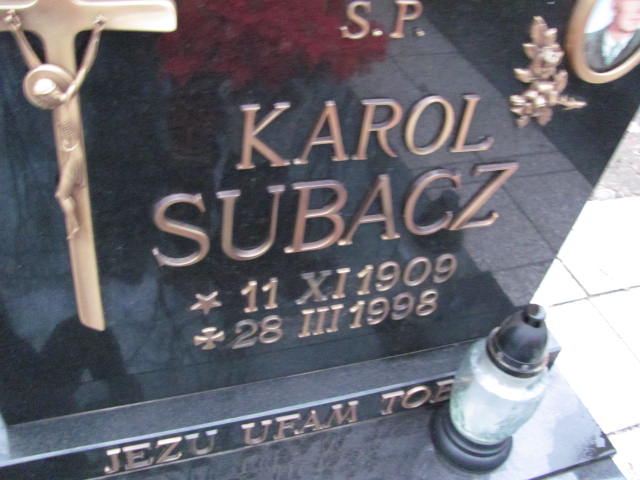 S.P.
KAROL
SUBACZ
* 11 XI 1909
✠ 28 III 1998
JEZU UFAM